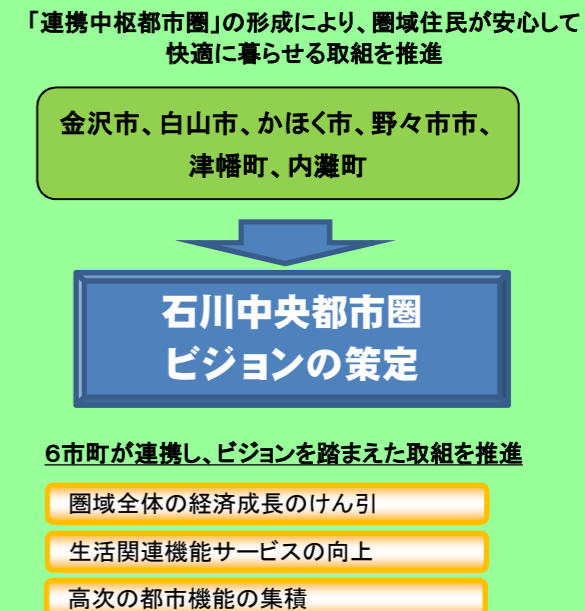 「連携中枢都市圏」の形成により、圏域住民が安心して
快適に暮らせる取組を推進
金沢市、白山市、かほく市、野々市市、
津幡町、内灘町
石川中央都市圏
ビジョンの策定
6市町が連携し、ビジョンを踏まえた取組を推進
圏域全体の経済成長のけん引
生活関連機能サービスの向上
高次の都市機能の集積